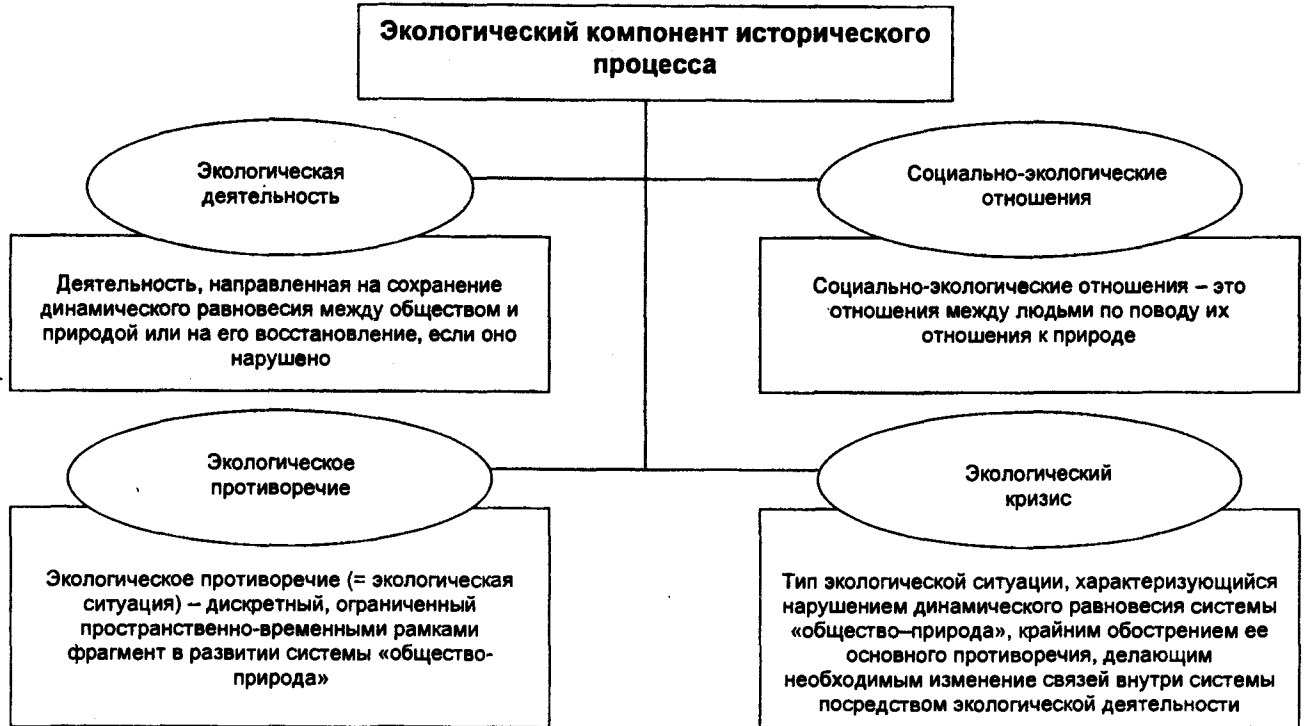 Экологический компонент исторического
процесса
Экологическая
деятельность
Деятельность, направленная на сохранение
динамического равновесия между обществом и
природой или на его восстановление, если оно
нарушено
Социально-экологические
отношения
Социально-экологические отношения – это
отношения между людьми по поводу их
отношения к природе
Экологическое
противоречие
Экологическое противоречие (= экологическая
ситуация) – дискретный, ограниченный
пространственно-временными рамками
фрагмент в развитии системы «общество-
природа»
Экологический
кризис
Тип экологической ситуации, характеризующийся
нарушением динамического равновесия системы
«общество–природа», крайним обострением ее
основного противоречия, делающим
необходимым изменение связей внутри системы
посредством экологической деятельности